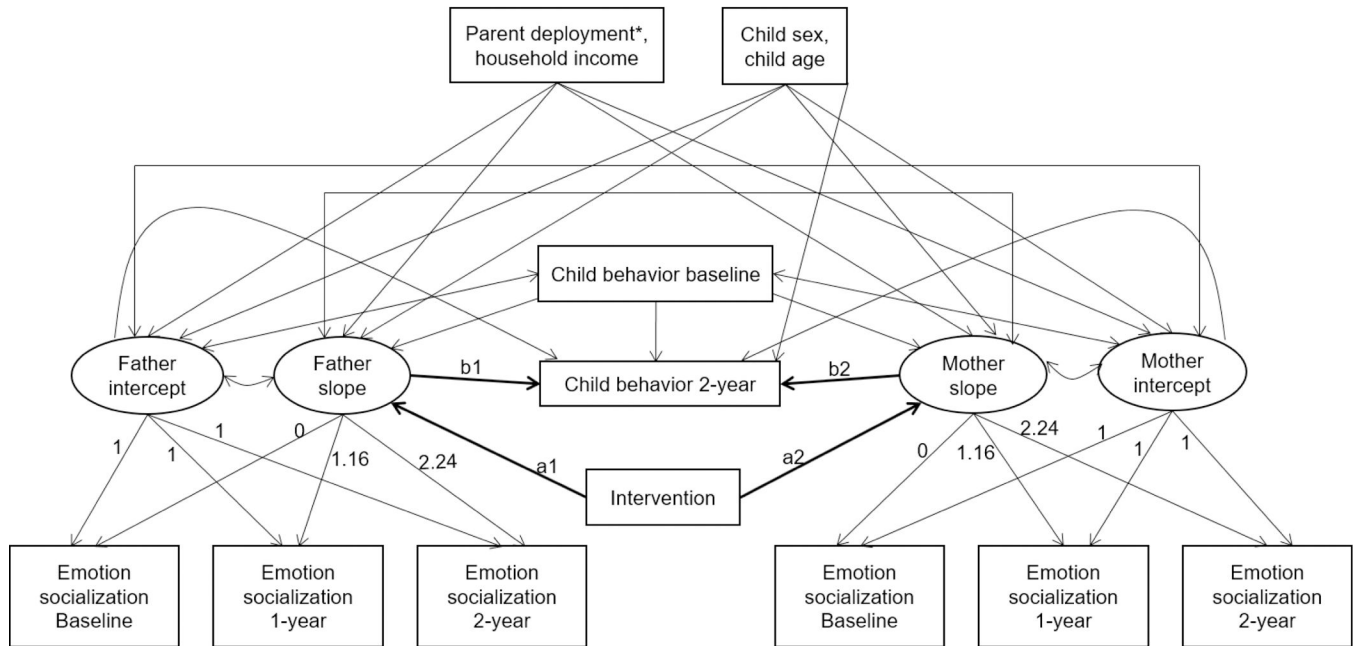 Parent deployment*,
household income
Child sex,
child age
Child behavior baseline
Father
intercept
Father
slope
b1
Child behavior 2-year
b2
Mother
slope
Mother
intercept
1
1
1
0
1.16
2.24
a1
Intervention
a2
0
1.16
2.24
1
1
1
Emotion
socialization
Baseline
Emotion
socialization
1-year
Emotion
socialization
2-year
Emotion
socialization
Baseline
Emotion
socialization
1-year
Emotion
socialization
2-year